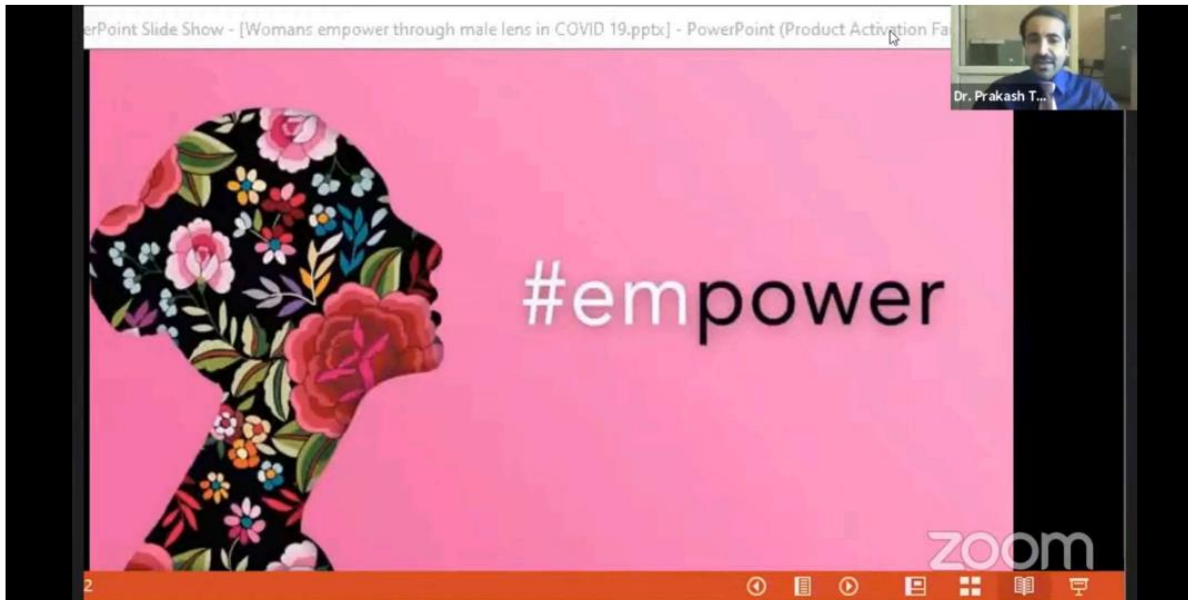 erPoint Slide Show - [Womans empower through male lens in COVID 19.pptx] - PowerPoint (Product Activation Fai
Dr. Prakash T...
#empower
zoom
2